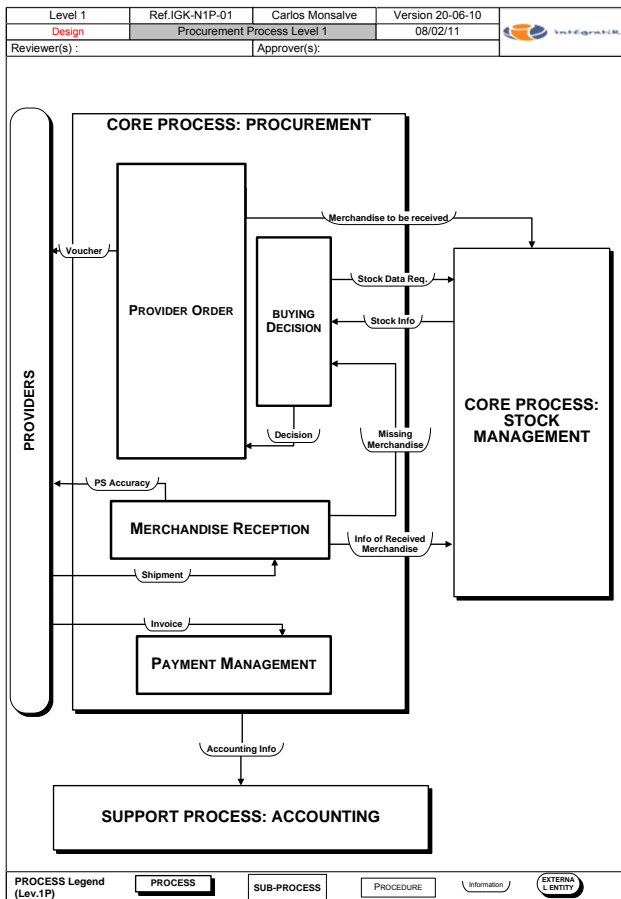 Level 1 Ref.IGK-N1P-01 Carlos Monsalve Version 20-06-10
Design Procurement Process Level 1 08/02/11
intégratik
Reviewer(s) : Approver(s):
CORE PROCESS: PROCUREMENT
Merchandise to be received
Voucher
Stock Data Req.
PROVIDER ORDER
BUYING
DECISION
Stock Info
PROVIDERS
CORE PROCESS:
STOCK
MANAGEMENT
Decision
Missing
Merchandise
PS Accuracy
MERCHANDISE RECEPTION
Info of Received
Merchandise
Shipment
Invoice
PAYMENT MANAGEMENT
Accounting Info
SUPPORT PROCESS: ACCOUNTING
PROCESS Legend
(Lev.1P)
PROCESS
SUB-PROCESS
PROCEDURE
Information
EXTERNA
L ENTITY